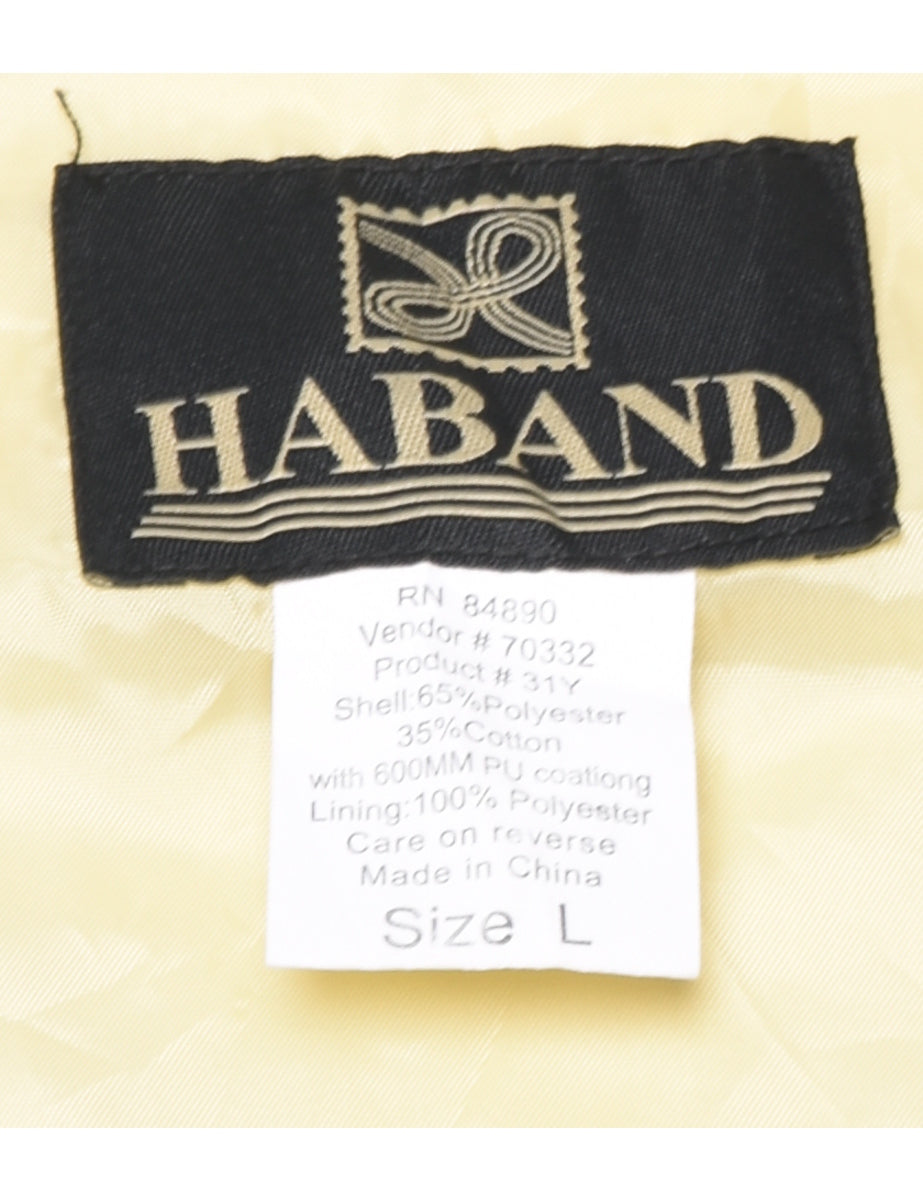 HABAND
RN 84890
Vendor # 70332
Product # 31Y
Shell:65%Polyester
35%Cotton
with 600MM PU coationg
Lining:100% Polyester
Care on reverse
Made in China
Size L